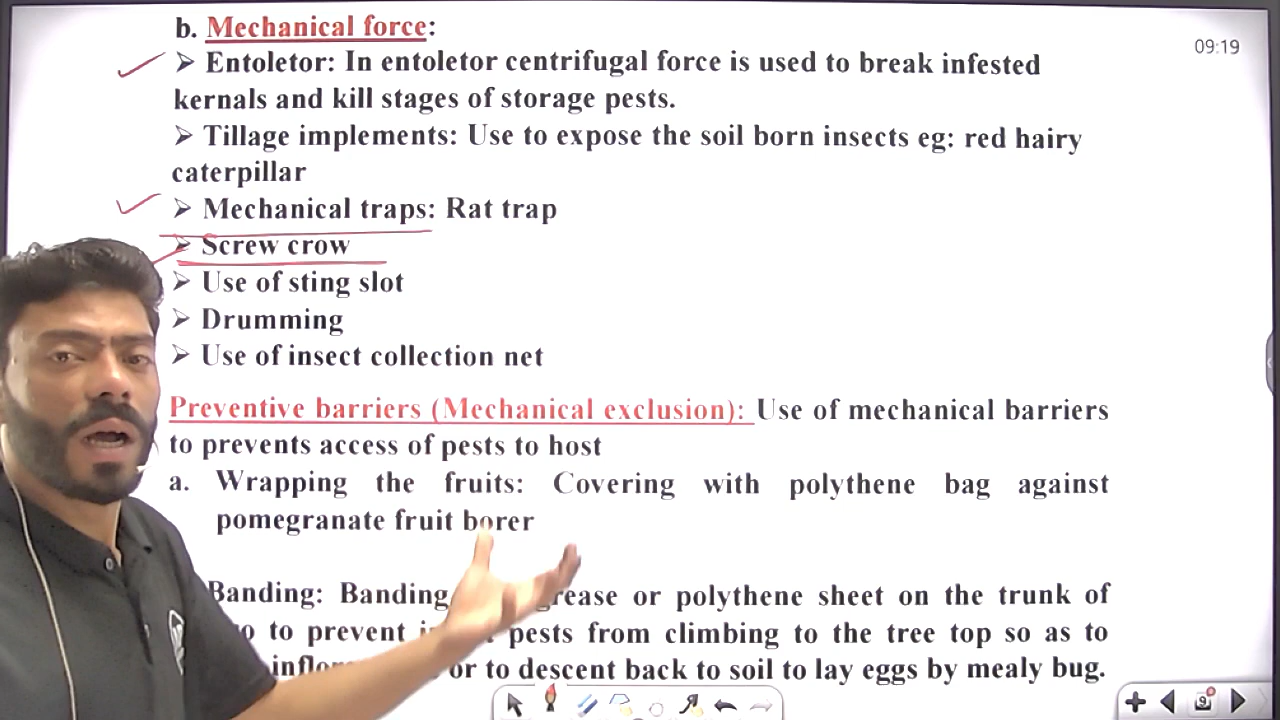 09:19
b. Mechanical force:
➢ Entoletor: In entoletor centrifugal force is used to break infested
kernals and kill stages of storage pests.
➢ Tillage implements: Use to expose the soil born insects eg: red hairy
caterpillar
➢ Mechanical traps: Rat trap
➢ Screw crow
➢ Use of sting slot
➢ Drumming
➢ Use of insect collection net
Preventive barriers (Mechanical exclusion): Use of mechanical barriers
to prevents access of pests to host
a. Wrapping the fruits: Covering with polythene bag against
pomegranate fruit borer
Banding: Banding grease or polythene sheet on the trunk of
to prevent pests from climbing to the tree top so as to
or to descent back to soil to lay eggs by mealy bug.
9